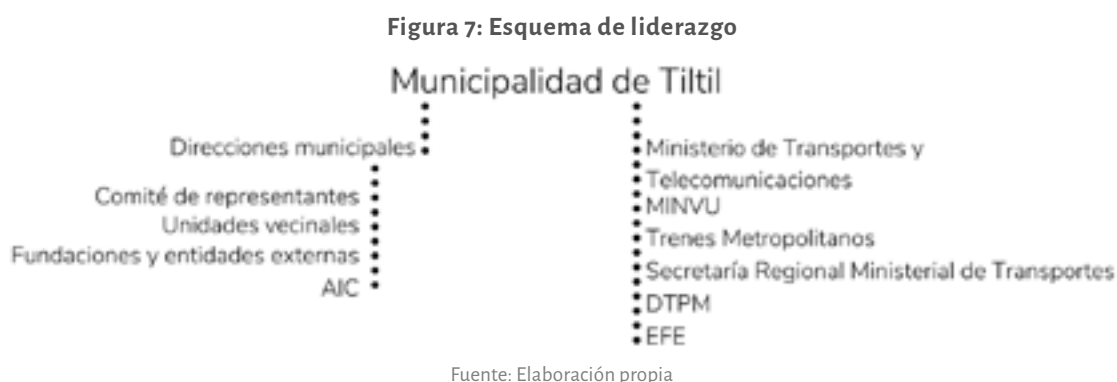 Figura 7: Esquema de liderazgo
Municipalidad de Tiltil
Direcciones municipales
Comité de representantes
Unidades vecinales
Fundaciones y entidades externas
AIC
Ministerio de Transportes y
Telecomunicaciones
MINVU
Trenes Metropolitanos
Secretaría Regional Ministerial de Transportes
DTPM
EFE
Fuente: Elaboración propia